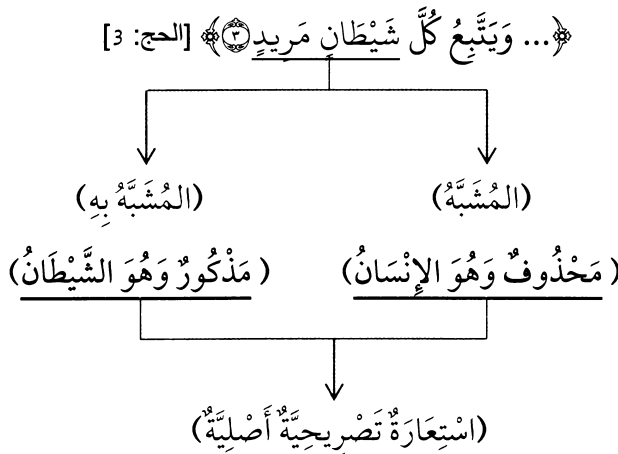 ﴿... وَيَتَّبِعُ كُلَّ شَيْطَانٍ مَرِيدٍ ۝٣﴾ [الحج: 3]
(المُشَبَّهُ) (المُشَبَّهُ بِهِ)
(مَحْذُوفٌ وَهُوَ الإِنْسَانُ) (مَذْكُورٌ وَهُوَ الشَّيْطَانُ)
(اسْتِعَارَةٌ تَصْرِيحِيَّةٌ أَصْلِيَّةٌ)